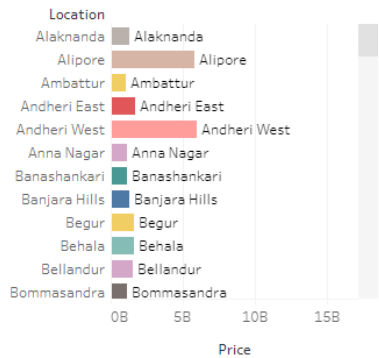 Location
Alaknanda Alaknanda
Alipore Alipore
Ambattur Ambattur
Andheri East Andheri East
Andheri West Andheri West
Anna Nagar Anna Nagar
Banashankari Banashankari
Banjara Hills Banjara Hills
Begur Begur
Behala Behala
Bellandur Bellandur
Bommasandra Bommasandra
0B 5B 10B 15B
Price